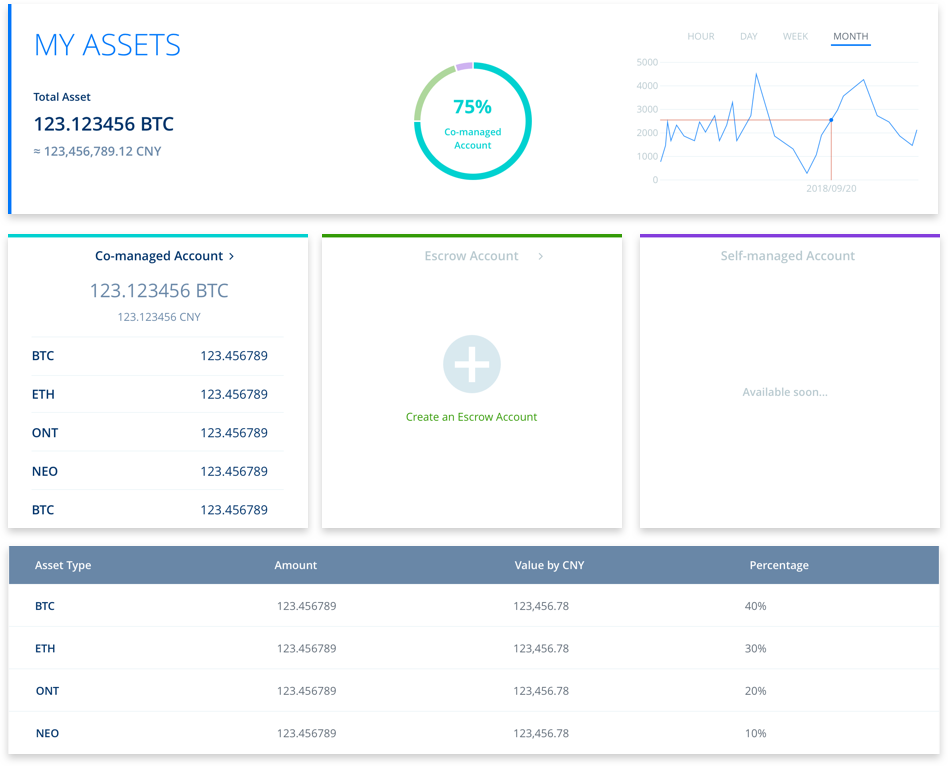 MY ASSETS
Total Asset
123.123456 BTC
≈ 123,456,789.12 CNY
75%
Co-managed
Account
HOUR DAY WEEK MONTH
5000
4000
3000
2000
1000
0
2018/09/20
Co-managed Account >
123.123456 BTC
123.123456 CNY
BTC 123.456789
ETH 123.456789
ONT 123.456789
NEO 123.456789
BTC 123.456789
Escrow Account >
Create an Escrow Account
Self-managed Account
Available soon...
Asset Type Amount Value by CNY Percentage
BTC 123.456789 123,456.78 40%
ETH 123.456789 123,456.78 30%
ONT 123.456789 123,456.78 20%
NEO 123.456789 123,456.78 10%